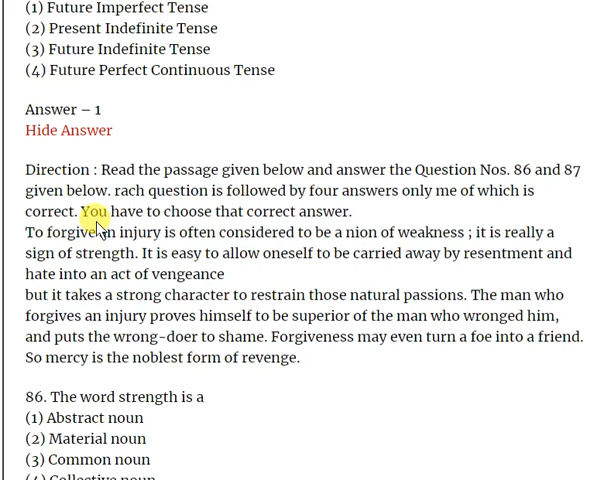 (1) Future Imperfect Tense
(2) Present Indefinite Tense
(3) Future Indefinite Tense
(4) Future Perfect Continuous Tense
Answer – 1
Hide Answer
Direction : Read the passage given below and answer the Question Nos. 86 and 87
given below. rach question is followed by four answers only me of which is
correct. You have to choose that correct answer.
To forgive an injury is often considered to be a nion of weakness ; it is really a
sign of strength. It is easy to allow oneself to be carried away by resentment and
hate into an act of vengeance
but it takes a strong character to restrain those natural passions. The man who
forgives an injury proves himself to be superior of the man who wronged him,
and puts the wrong-doer to shame. Forgiveness may even turn a foe into a friend.
So mercy is the noblest form of revenge.
86. The word strength is a
(1) Abstract noun
(2) Material noun
(3) Common noun
(4) Collective noun